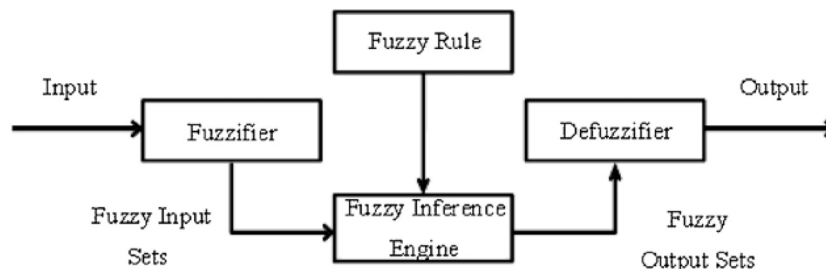 Fuzzy Rule
Input
Output
Fuzzifier
Defuzzifier
Fuzzy Input
Sets
Fuzzy Inference
Engine
Fuzzy
Output Sets